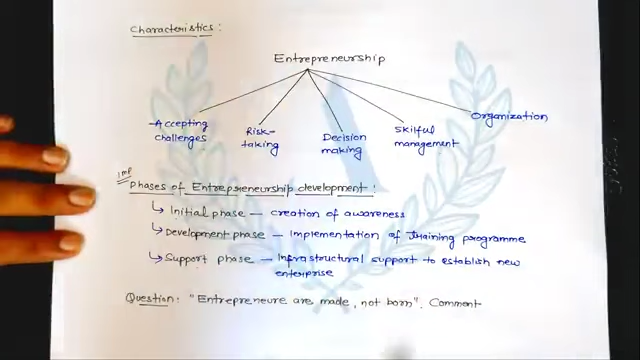 Characteristics :
Entrepreneurship
Accepting challenges
Risk-taking
Decision making
Skilful management
Organization
Imp
Phases of Entrepreneurship development :
↳ Initial phase — creation of awareness
↳ Development phase — Implementation of training programme
↳ Support phase — Infrastructural support to establish new
enterprise
Question: "Entrepreneure are made, not born". Comment